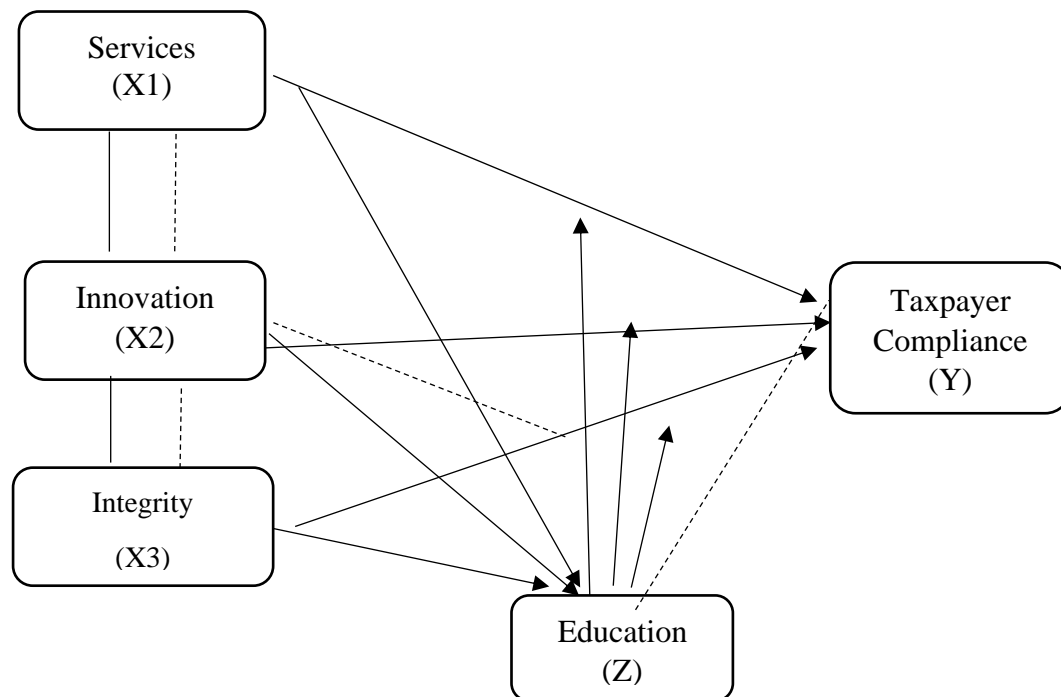 Services
(X1)
Innovation
(X2)
Taxpayer
Compliance
(Y)
Integrity
(X3)
Education
(Z)